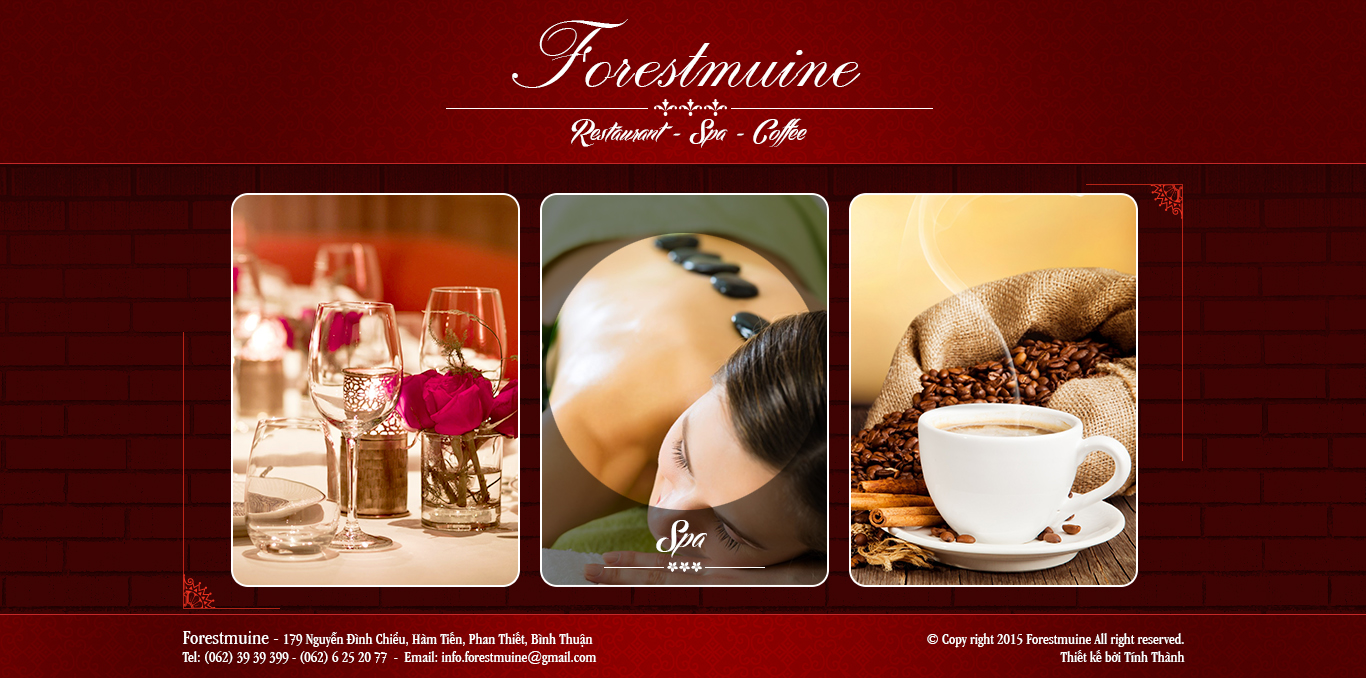 Forestmuine
Restaurant - Spa - Coffee
Spa
Forestmuine - 179 Nguyễn Đình Chiểu, Hàm Tiến, Phan Thiết, Bình Thuận
Tel: (062) 39 39 399 - (062) 6 25 20 77 - Email: info.forestmuine@gmail.com
© Copy right 2015 Forestmuine All right reserved.
Thiết kế bởi Tính Thành